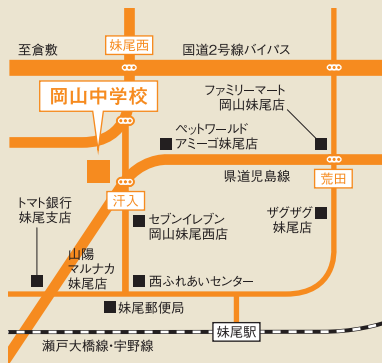 至倉敷
妹尾西
国道2号線バイパス
岡山中学校
ファミリーマート
岡山妹尾店
ペットワールド
アミーゴ妹尾店
県道児島線
荒田
汗入
トマト銀行
妹尾支店
セブンイレブン
岡山妹尾西店
ザグザグ
妹尾店
山陽
マルナカ
妹尾店
西ふれあいセンター
妹尾郵便局
妹尾駅
瀬戸大橋線・宇野線